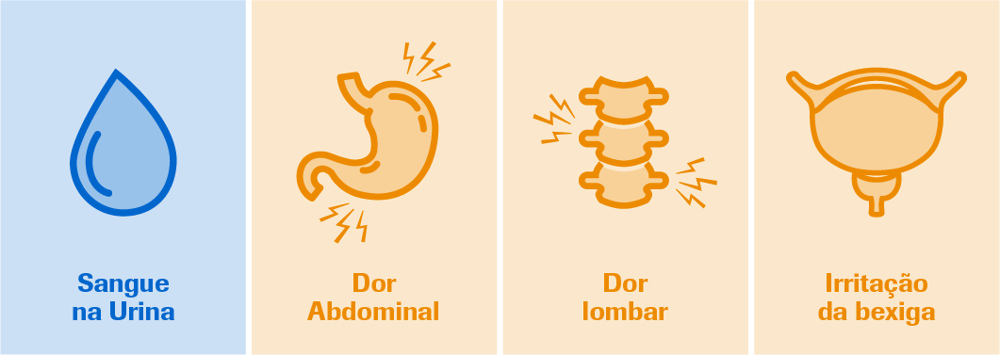 Sangue
na Urina
Dor
Abdominal
Dor
lombar
Irritação
da bexiga